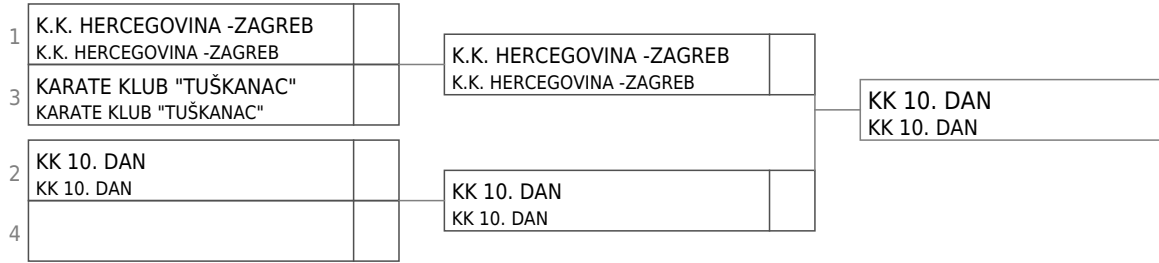 1
K.K. HERCEGOVINA -ZAGREB
K.K. HERCEGOVINA -ZAGREB
3
KARATE KLUB "TUŠKANAC"
KARATE KLUB "TUŠKANAC"
2
KK 10. DAN
KK 10. DAN
4
K.K. HERCEGOVINA -ZAGREB
K.K. HERCEGOVINA -ZAGREB
KK 10. DAN
KK 10. DAN
KK 10. DAN
KK 10. DAN